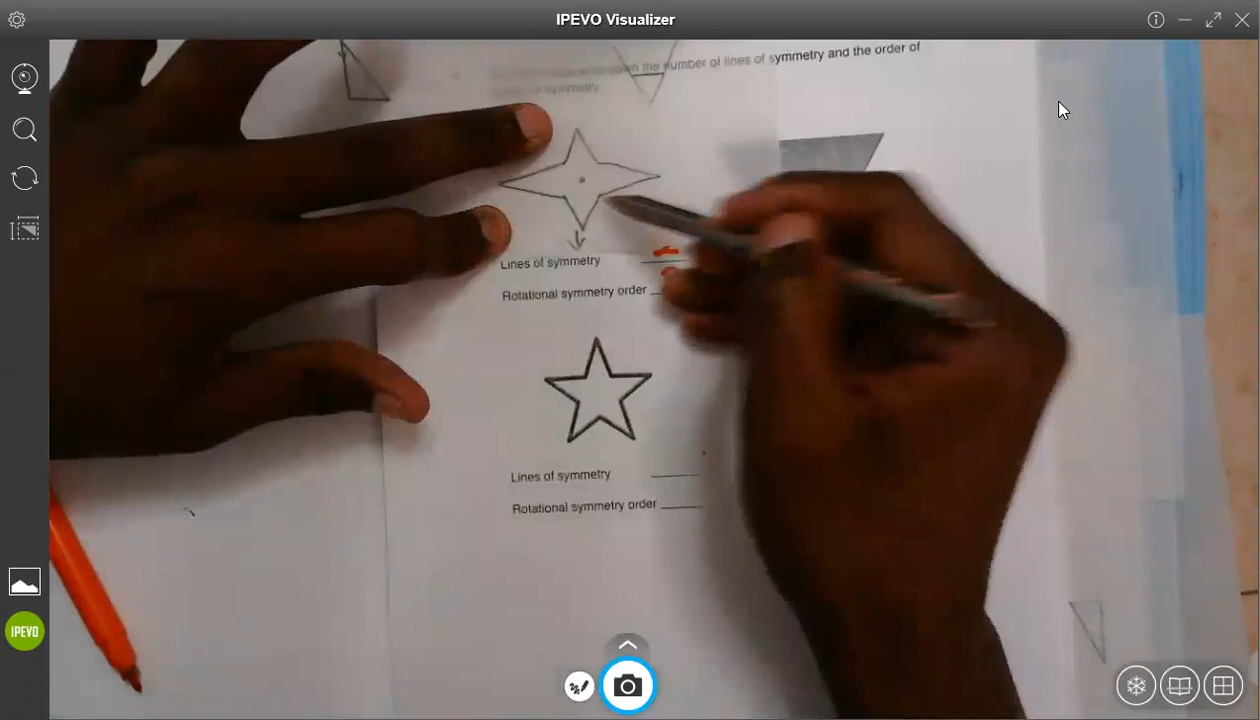 IPEVO Visualizer
number of lines of symmetry and the order of
symmetry.
Lines of symmetry
Rotational symmetry order
Lines of symmetry
Rotational symmetry order
IPEVO